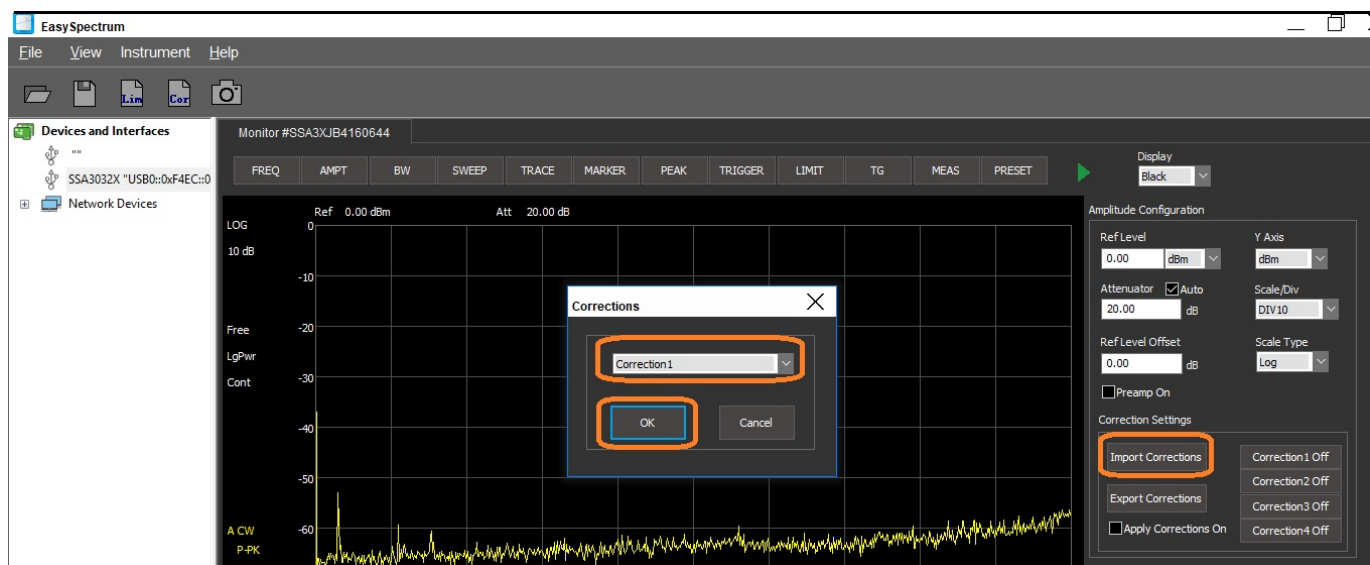 EasySpectrum
File View Instrument Help
Lim Cor
Devices and Interfaces
""
SSA3032X "USB0::0xF4EC::0
Network Devices
Monitor #SSA3XJB4160644
FREQ AMPT BW SWEEP TRACE MARKER PEAK TRIGGER LIMIT TG MEAS PRESET
Display
Black
Ref 0.00 dBm Att 20.00 dB
LOG
10 dB
Free
LgPwr
Cont
A CW
P-PK
0
-10
-20
-30
-40
-50
-60
Corrections
Correction1
OK Cancel
Amplitude Configuration
Ref Level Y Axis
0.00 dBm dBm
Attenuator Auto Scale/Div
20.00 dB DIV10
Ref Level Offset Scale Type
0.00 dB Log
Preamp On
Correction Settings
Import Corrections Correction1 Off
Correction2 Off
Export Corrections Correction3 Off
Apply Corrections On Correction4 Off